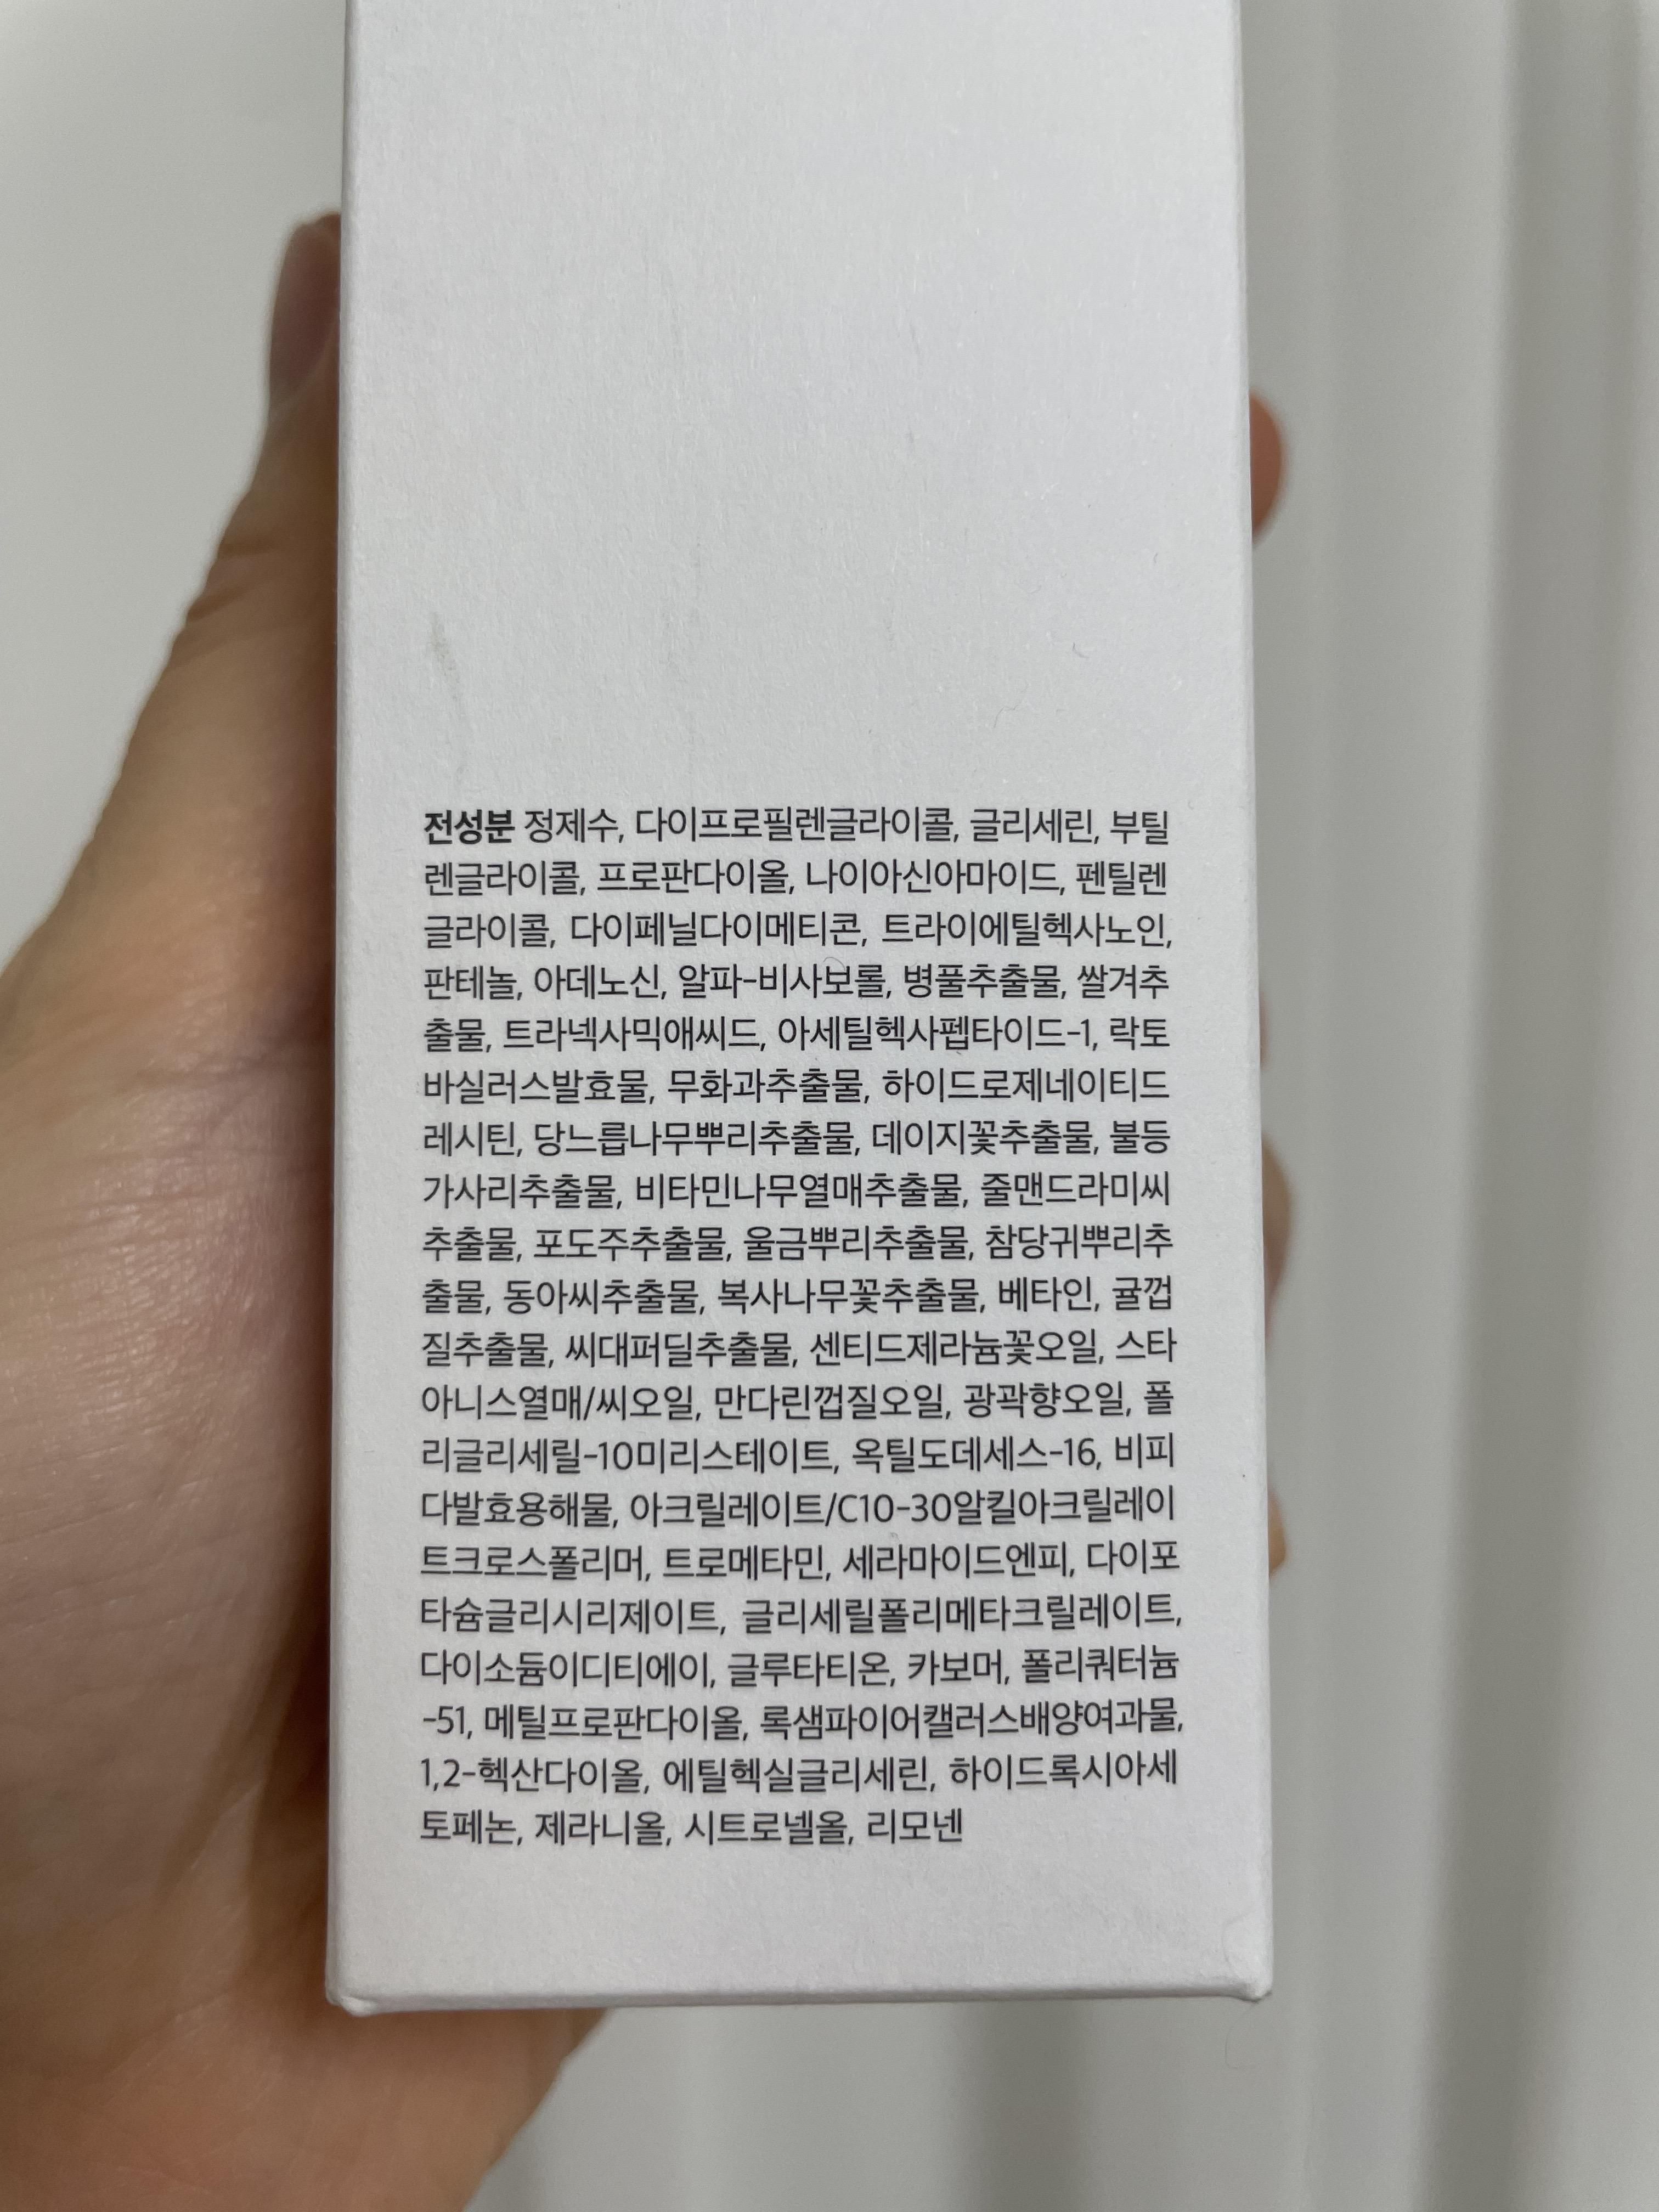 전성분 정제수, 다이프로필렌글라이콜, 글리세린, 부틸
렌글라이콜, 프로판다이올, 나이아신아마이드, 펜틸렌
글라이콜, 다이페닐다이메티콘, 트라이에틸헥사노인,
판테놀, 아데노신, 알파-비사보롤, 병풀추출물, 쌀겨추
출물, 트라넥사믹애씨드, 아세틸헥사펩타이드-1, 락토
바실러스발효물, 무화과추출물, 하이드로제네이티드
레시틴, 당느릅나무뿌리추출물, 데이지꽃추출물, 불등
가사리추출물, 비타민나무열매추출물, 줄맨드라미씨
추출물, 포도주추출물, 울금뿌리추출물, 참당귀뿌리추
출물, 동아씨추출물, 복사나무꽃추출물, 베타인, 귤껍
질추출물, 씨대퍼딜추출물, 센티드제라늄꽃오일, 스타
아니스열매/씨오일, 만다린껍질오일, 광곽향오일, 폴
리글리세릴-10미리스테이트, 옥틸도데세스-16, 비피
다발효용해물, 아크릴레이트/C10-30알킬아크릴레이
트크로스폴리머, 트로메타민, 세라마이드엔피, 다이포
타슘글리시리제이트, 글리세릴폴리메타크릴레이트,
다이소듐이디티에이, 글루타티온, 카보머, 폴리쿼터늄
-51, 메틸프로판다이올, 록샘파이어캘러스배양여과물,
1,2-헥산다이올, 에틸헥실글리세린, 하이드록시아세
토페논, 제라니올, 시트로넬올, 리모넨